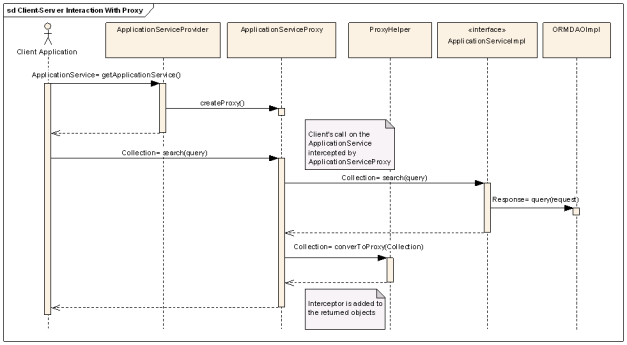 sd Client-Server Interaction With Proxy
Client Application
ApplicationServiceProvider
ApplicationServiceProxy
ProxyHelper
«interface»
ApplicationServiceImpl
ORMDAOImpl
ApplicationService= getApplicationService()
createProxy()
Client's call on the
ApplicationService
intercepted by
ApplicationServiceProxy
Collection= search(query)
Collection= search(query)
Response= query(request)
Collection= converToProxy(Collection)
Interceptor is added to
the returned objects